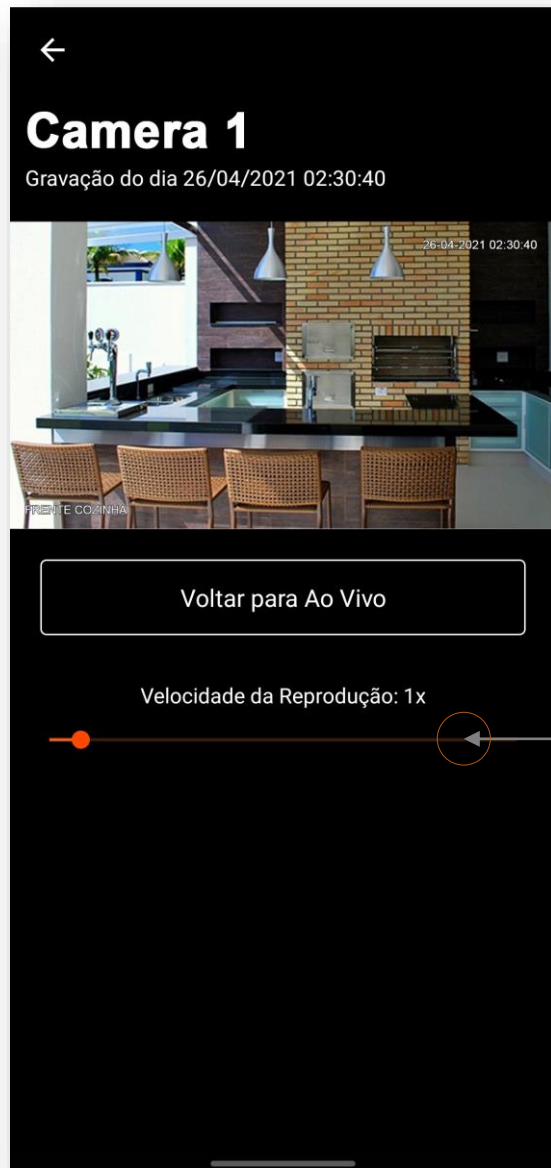 Camera 1
Gravação do dia 26/04/2021 02:30:40
26-04-2021 02:30:40
FRENTE COZINHA
Voltar para Ao Vivo
Velocidade da Reprodução: 1x